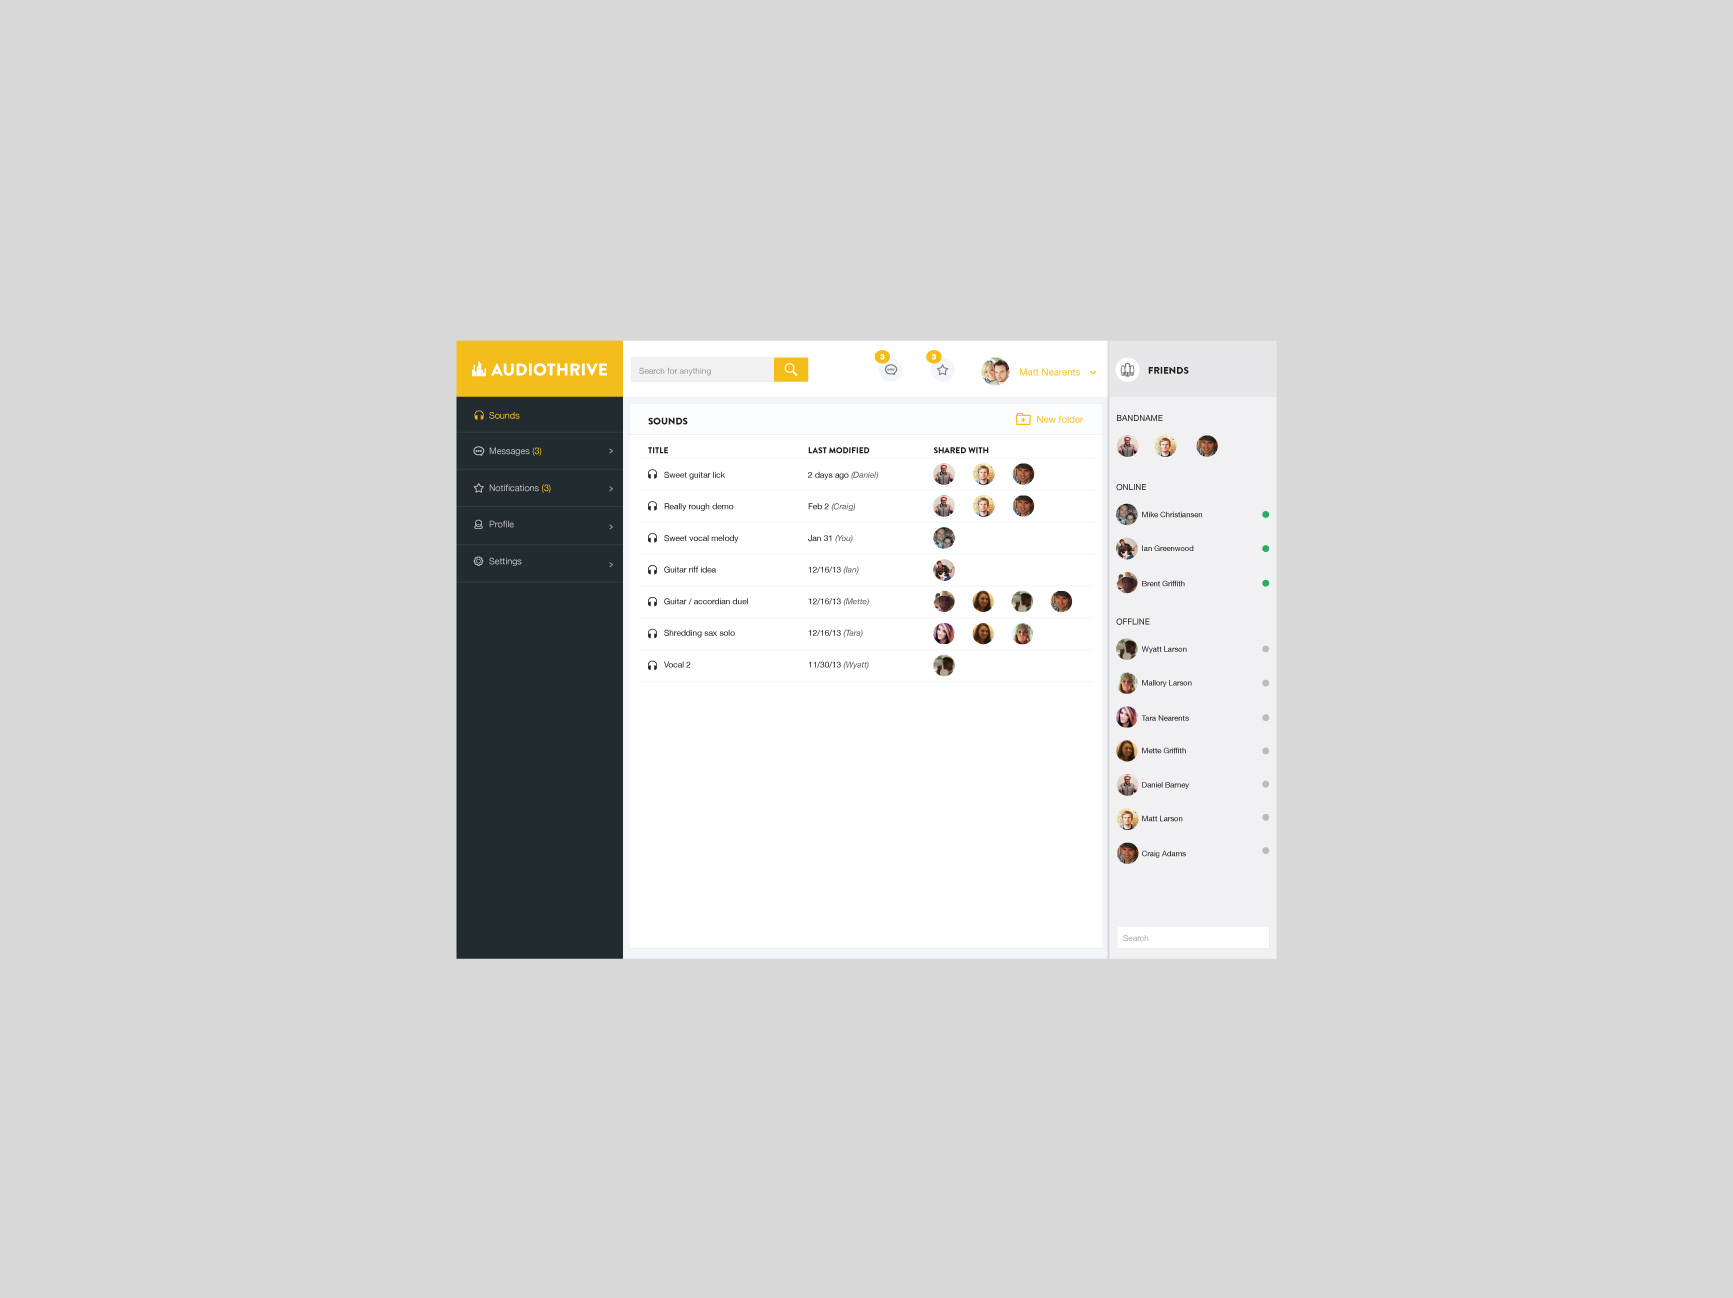 AUDIOTHRIVE
Sounds
Messages (3)
Notifications (3)
Profile
Settings
Search for anything
3
3
Matt Nearents
SOUNDS
New folder
TITLE LAST MODIFIED SHARED WITH
Sweet guitar lick 2 days ago (Daniel)
Really rough demo Feb 2 (Craig)
Sweet vocal melody Jan 31 (You)
Guitar riff idea 12/16/13 (Ian)
Guitar / accordian duel 12/16/13 (Mette)
Shredding sax solo 12/16/13 (Tara)
Vocal 2 11/30/13 (Wyatt)
FRIENDS
BANDNAME
ONLINE
Mike Christiansen
Ian Greenwood
Brent Griffith
OFFLINE
Wyatt Larson
Mallory Larson
Tara Nearents
Mette Griffith
Daniel Barney
Matt Larson
Craig Adams
Search